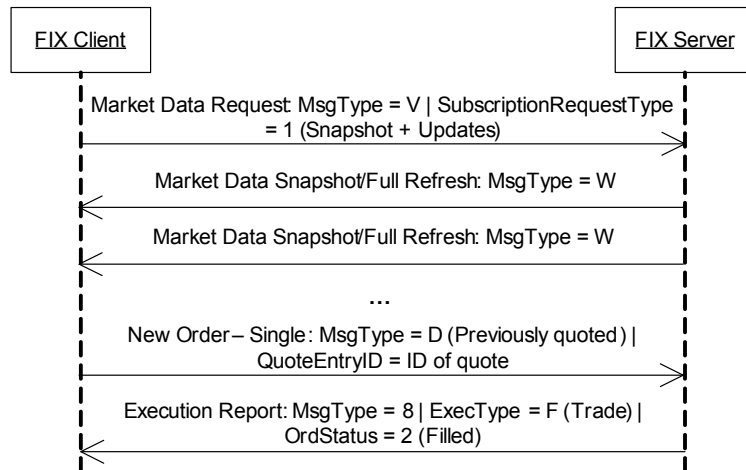 FIX Client
FIX Server
Market Data Request: MsgType = V | SubscriptionRequestType
= 1 (Snapshot + Updates)
Market Data Snapshot/Full Refresh: MsgType = W
Market Data Snapshot/Full Refresh: MsgType = W
...
New Order – Single: MsgType = D (Previously quoted) |
QuoteEntryID = ID of quote
Execution Report: MsgType = 8 | ExecType = F (Trade) |
OrdStatus = 2 (Filled)